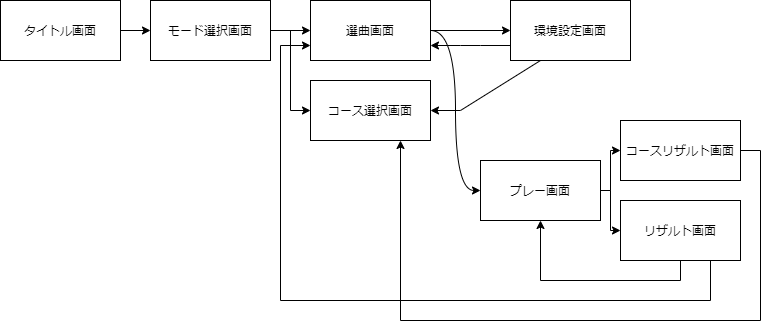 タイトル画面
モード選択画面
選曲画面
環境設定画面
コース選択画面
コースリザルト画面
プレー画面
リザルト画面